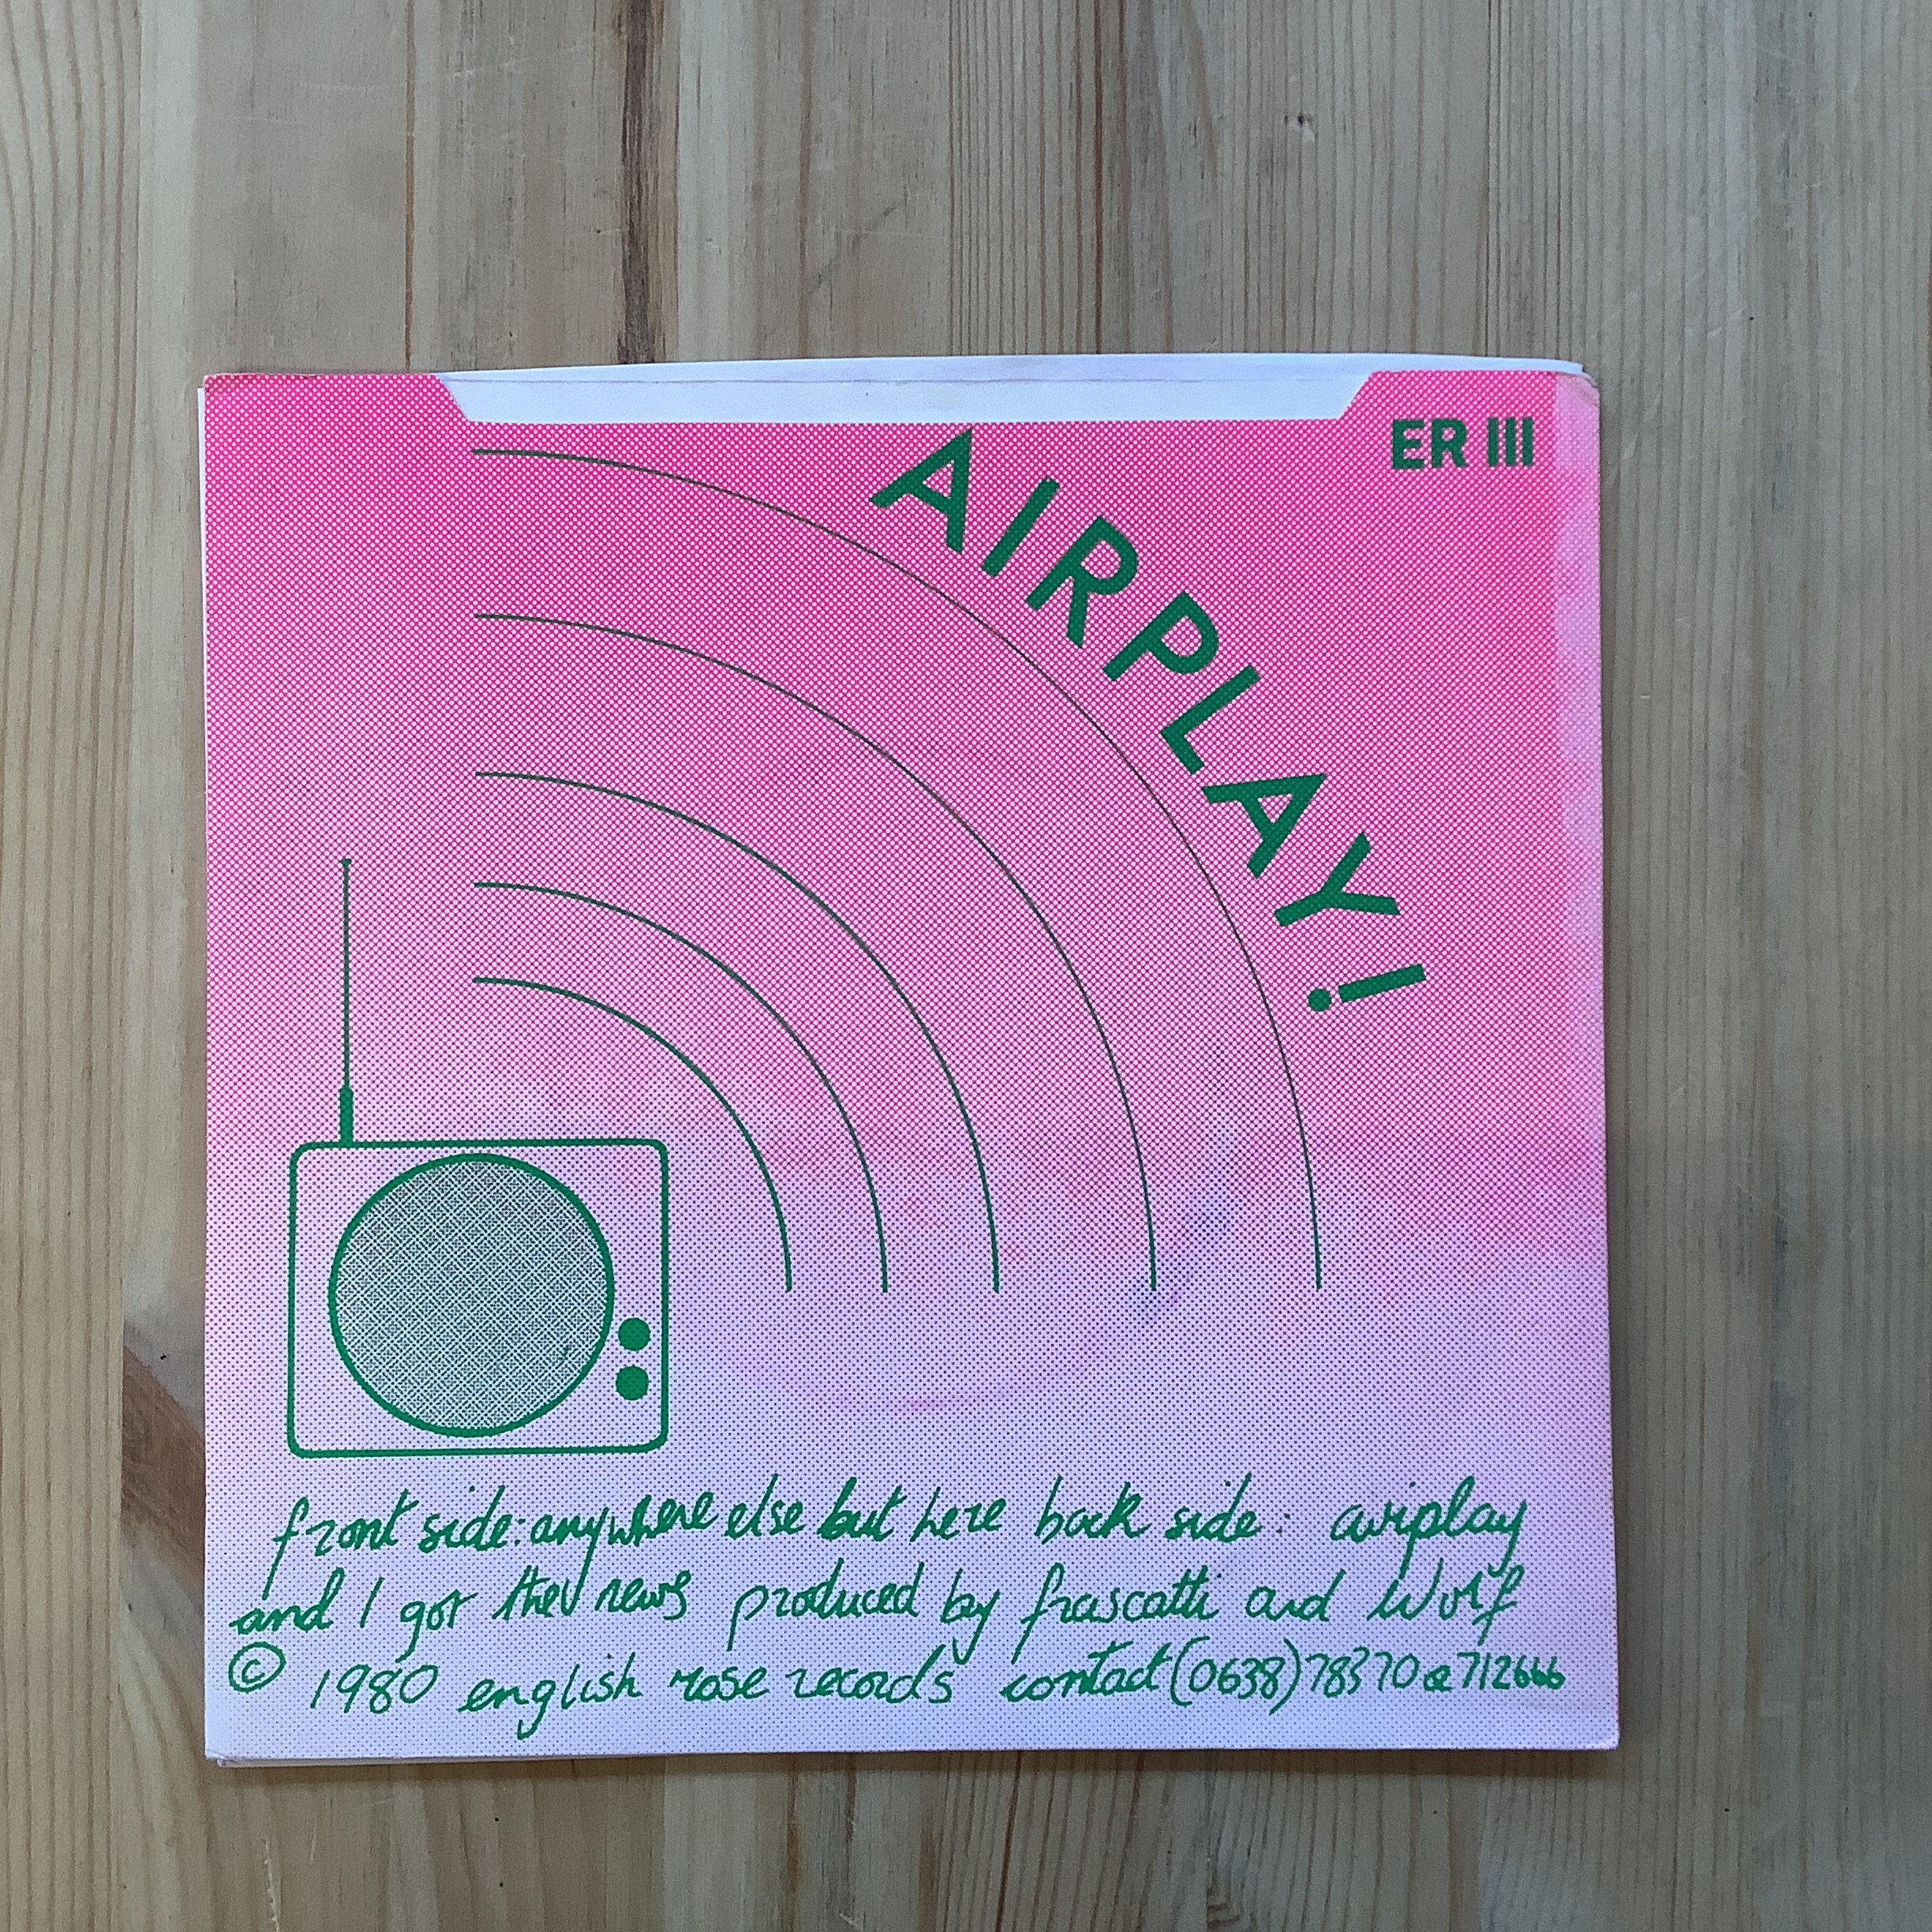 ER III
AIRPLAY!
front side: anywhere else but here back side: airplay
and I got the news produced by frascatti and Wolf
© 1980 english rose records contact (0638) 78370 or 712666